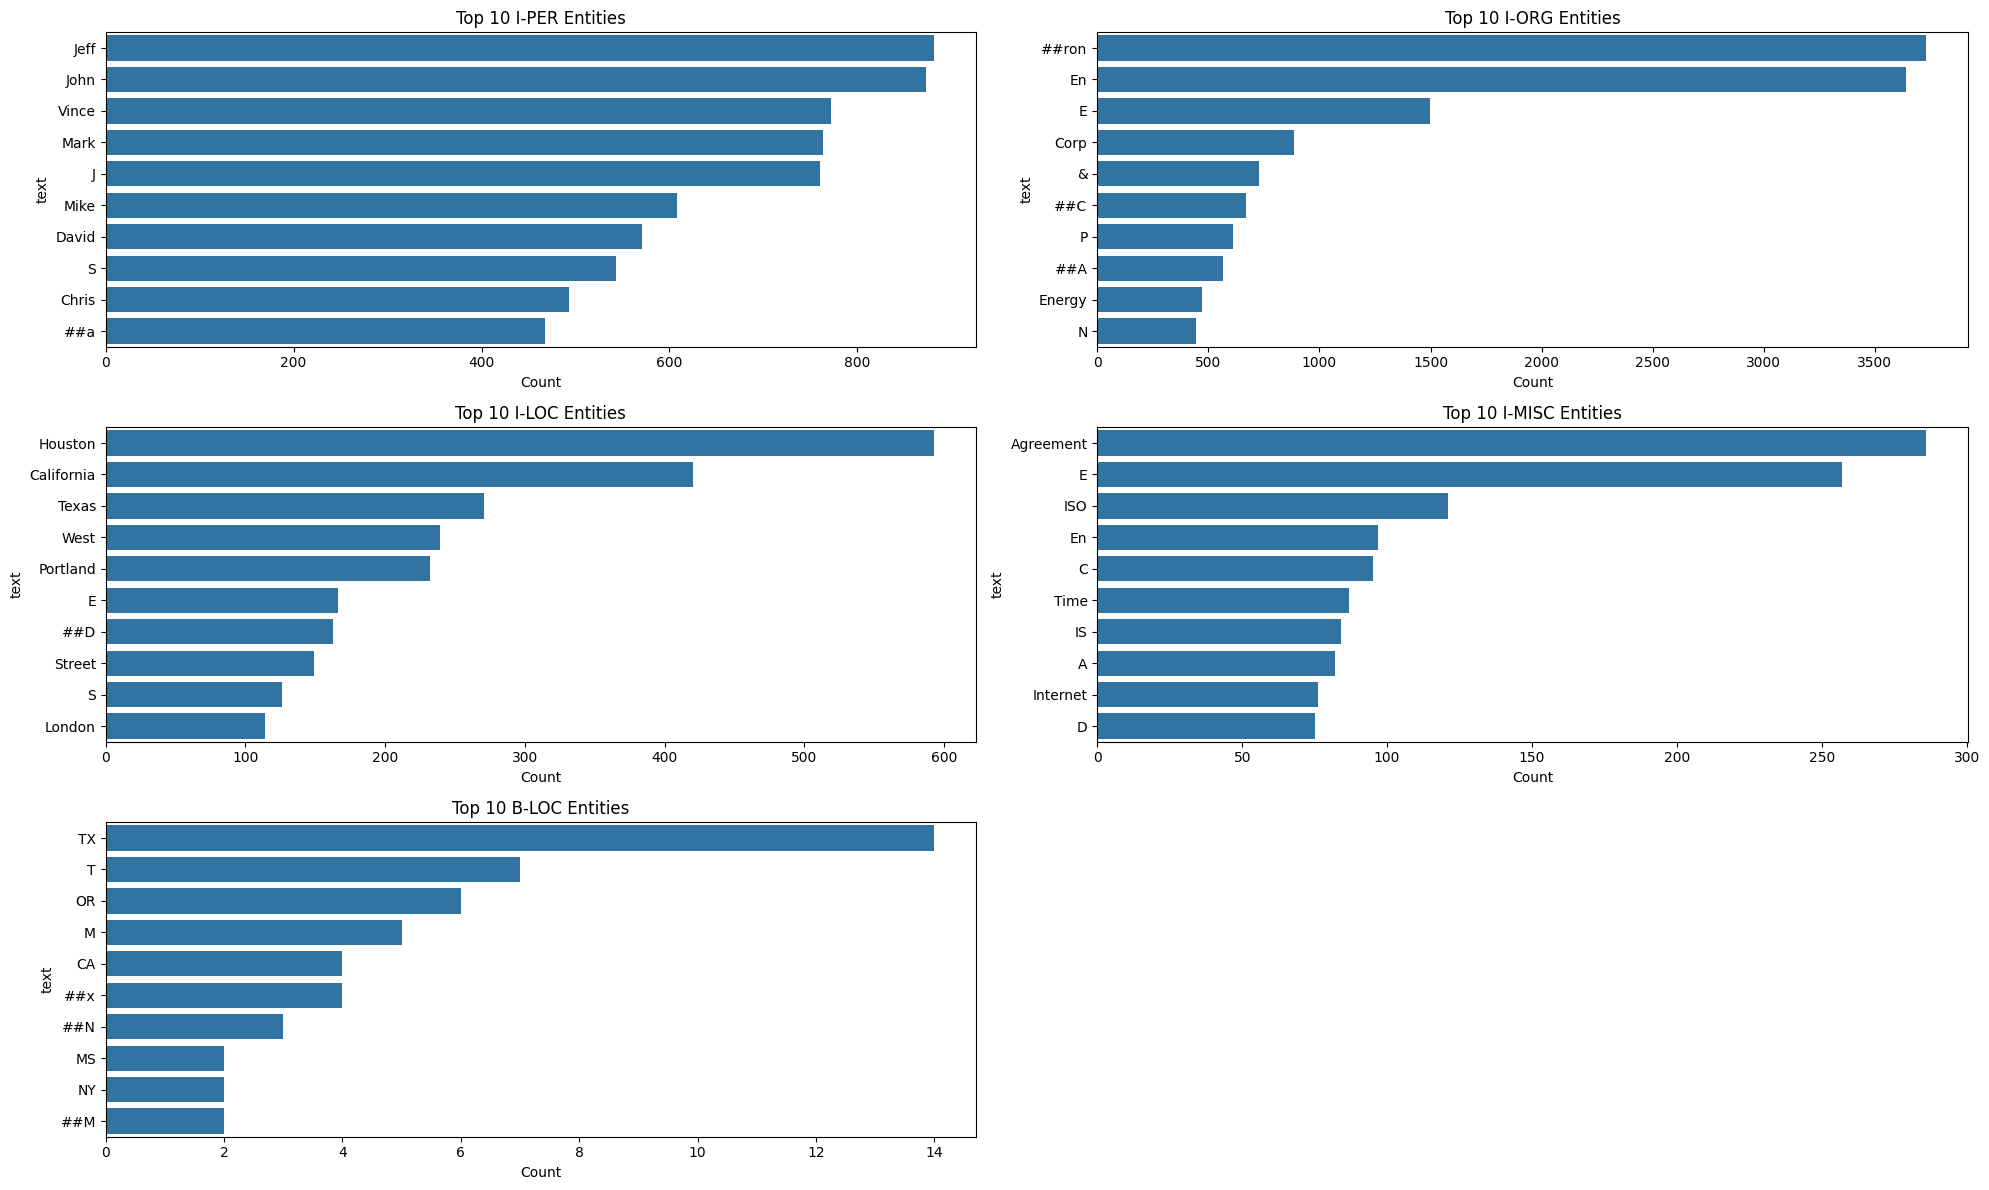 Top 10 I-PER Entities
text
Jeff
John
Vince
Mark
J
Mike
David
S
Chris
##a
0 200 400 600 800
Count
Top 10 I-ORG Entities
text
##ron
En
E
Corp
&
##C
P
##A
Energy
N
0 500 1000 1500 2000 2500 3000 3500
Count
Top 10 I-LOC Entities
text
Houston
California
Texas
West
Portland
E
##D
Street
S
London
0 100 200 300 400 500 600
Count
Top 10 I-MISC Entities
text
Agreement
E
ISO
En
C
Time
IS
A
Internet
D
0 50 100 150 200 250 300
Count
Top 10 B-LOC Entities
text
TX
T
OR
M
CA
##x
##N
MS
NY
##M
0 2 4 6 8 10 12 14
Count